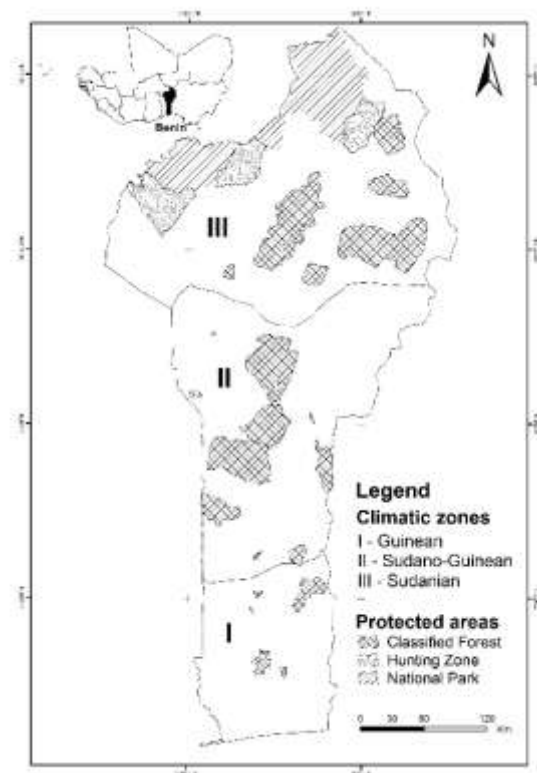 N
Benin
III
II
I
Legend
Climatic zones
I - Guinean
II - Sudano-Guinean
III - Sudanian
Protected areas
Classified Forest
Hunting Zone
National Park
0 30 60 120
Km